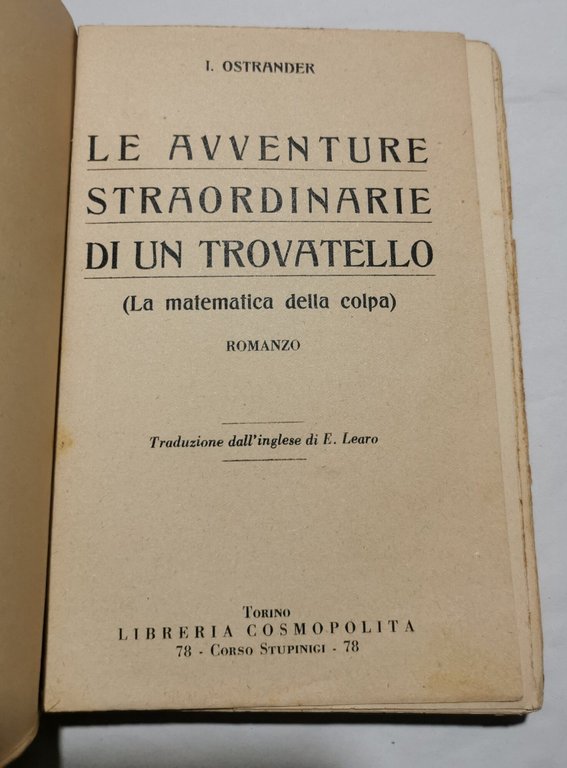 I. OSTRANDER
LE AVVENTURE
STRAORDINARIE
DI UN TROVATELLO
(La matematica della colpa)
ROMANZO
Traduzione dall'inglese di E. Learo
TORINO
LIBRERIA COSMOPOLITA
78 - CORSO STUPINIGI - 78